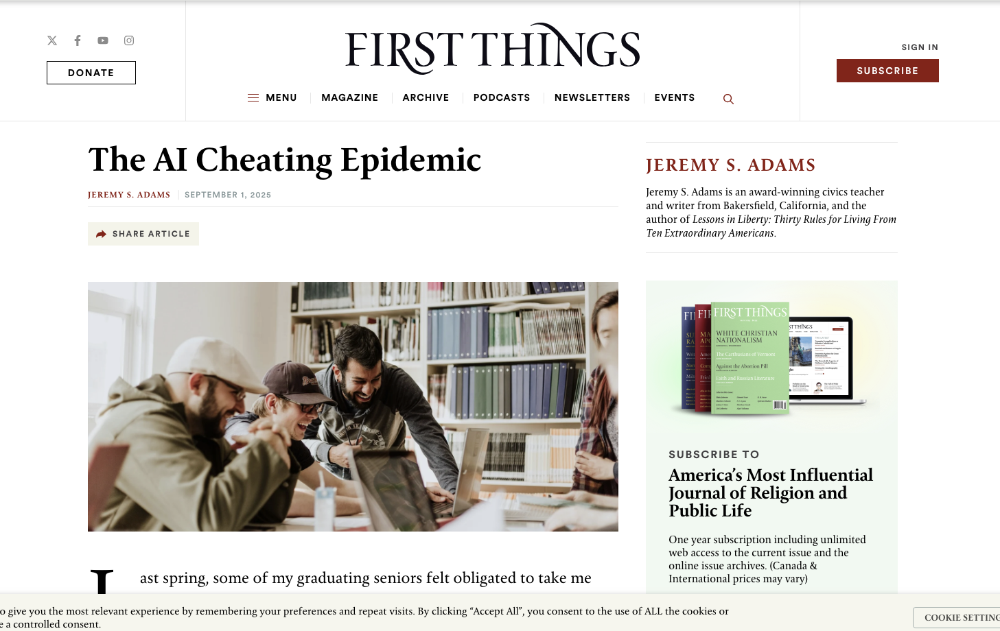 FIRST THINGS
DONATE
SIGN IN
SUBSCRIBE
MENU
MAGAZINE
ARCHIVE
PODCASTS
NEWSLETTERS
EVENTS
The AI Cheating Epidemic
JEREMY S. ADAMS
SEPTEMBER 1, 2025
SHARE ARTICLE
ast spring, some of my graduating seniors felt obligated to take me
JEREMY S. ADAMS
Jeremy S. Adams is an award-winning civics teacher
and writer from Bakersfield, California, and the
author of Lessons in Liberty: Thirty Rules for Living From
Ten Extraordinary Americans.
FIRST THINGS
WHITE CHRISTIAN
NATIONALISM
The Carthusians of Vermont
Against the Abortion Pill
Faith and Russian Literature
SUBSCRIBE TO
America’s Most Influential
Journal of Religion and
Public Life
One year subscription including unlimited
web access to the current issue and the
online issue archives. (Canada &
International prices may vary)
o give you the most relevant experience by remembering your preferences and repeat visits. By clicking “Accept All”, you consent to the use of ALL the cookies or
e a controlled consent.
COOKIE SETTING